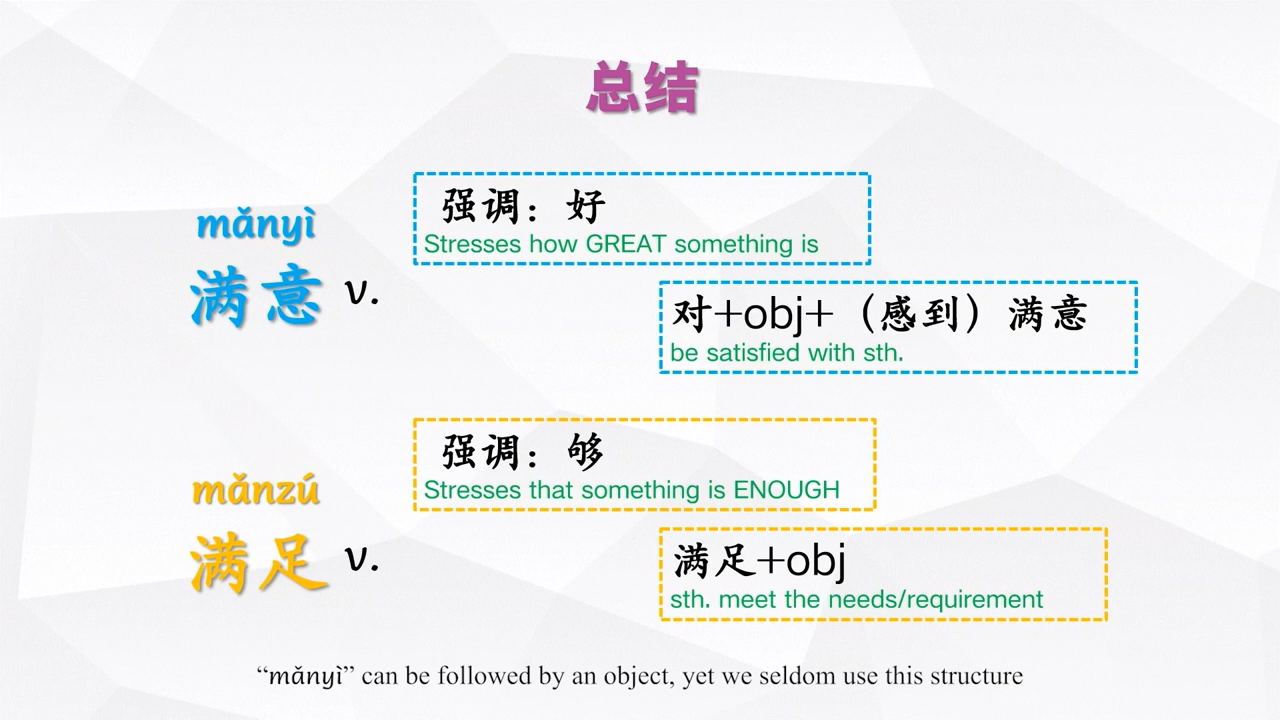 总结
mǎnyì
满意 v.
强调：好
Stresses how GREAT something is
对+obj+（感到）满意
be satisfied with sth.
mǎnzú
满足 v.
强调：够
Stresses that something is ENOUGH
满足+obj
sth. meet the needs/requirement
“mǎnyì” can be followed by an object, yet we seldom use this structure